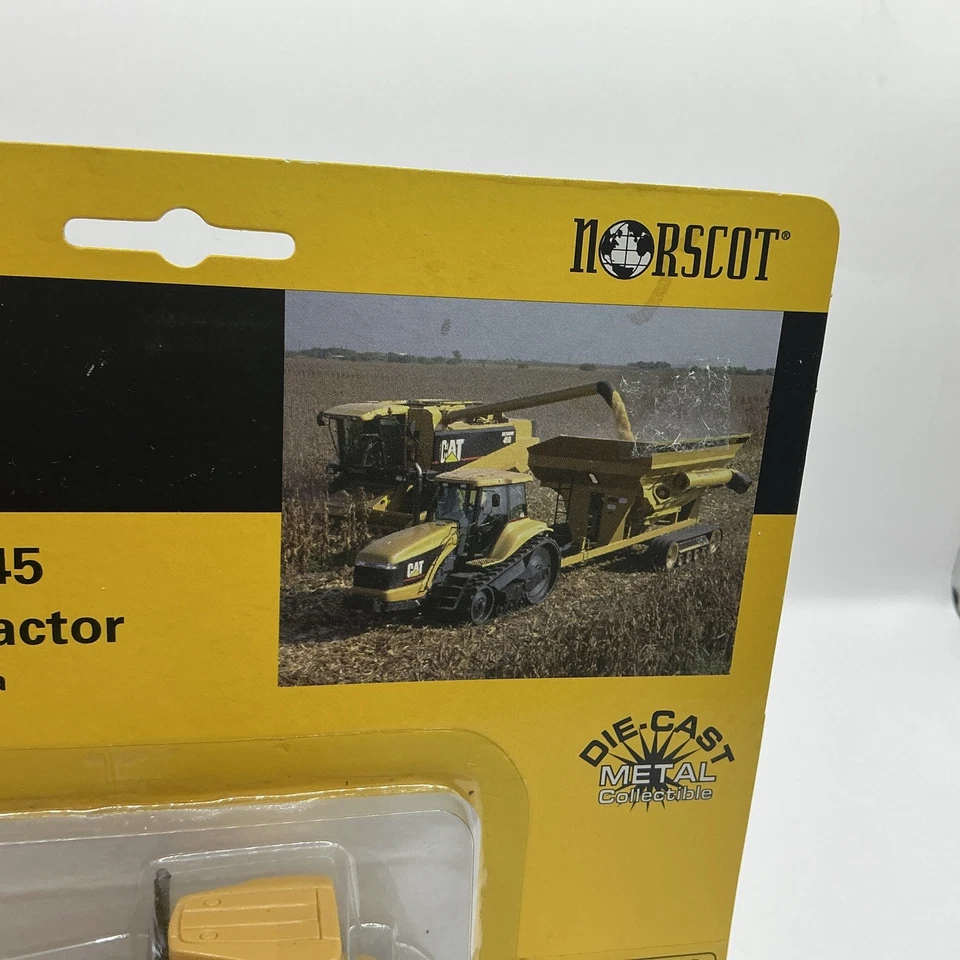 NORSCOT®
CAT
CAT
45
actor
a
DIE-CAST
METAL
Collectible